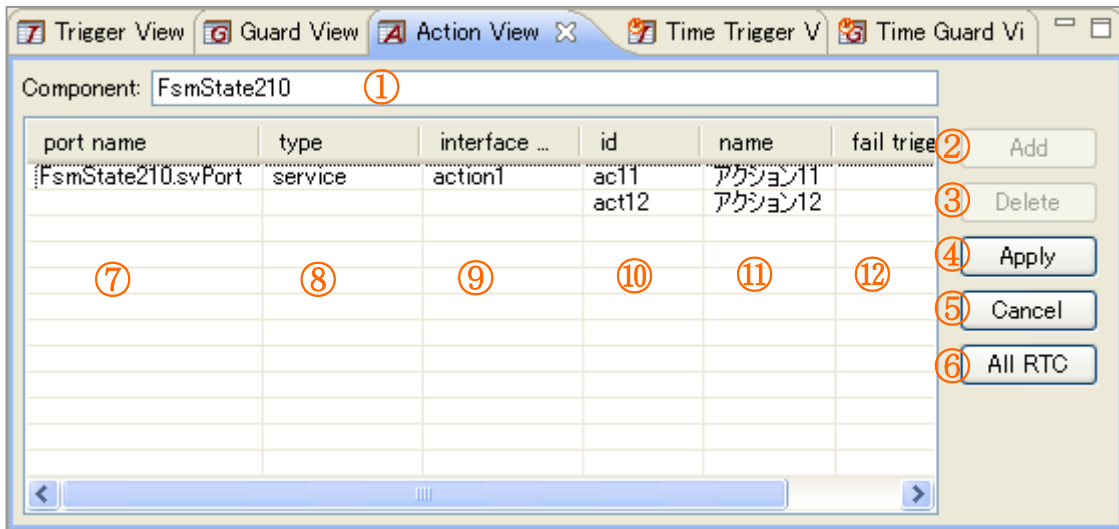 Trigger View Guard View Action View Time Trigger V Time Guard Vi
Component: FsmState210 ①
port name type interface ... id name fail trigge
② Add
FsmState210.svPort service action1 ac11 アクション11
act12 アクション12
③ Delete
④ Apply
⑦ ⑧ ⑨ ⑩ ⑪ ⑫
⑤ Cancel
⑥ All RTC